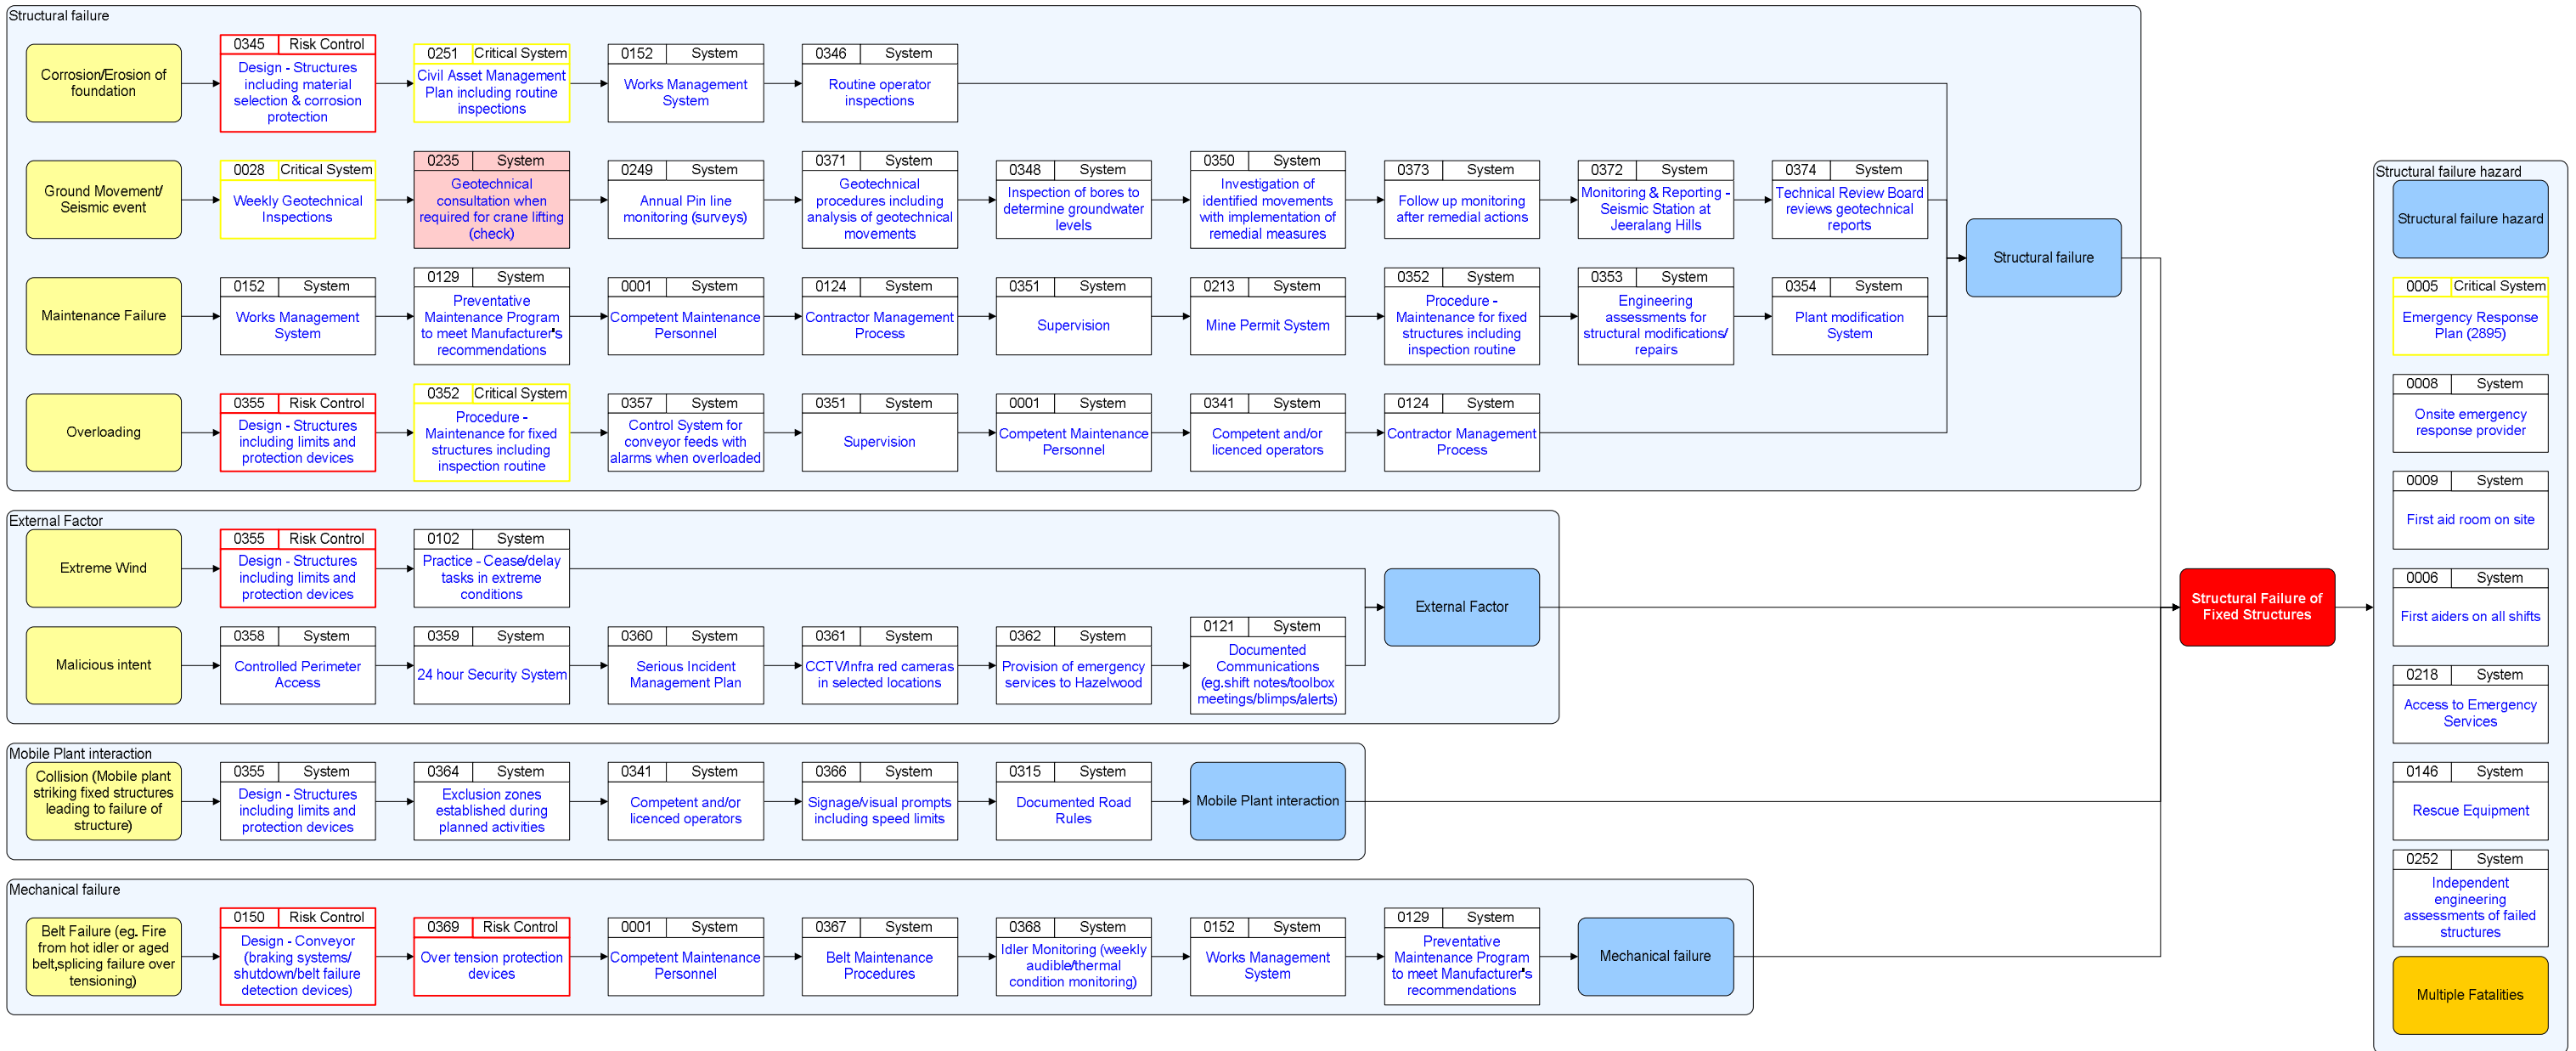 Structural failure
Corrosion/Erosion of
foundation
0345 Risk Control
Design - Structures
including material
selection & corrosion
protection
0251 Critical System
Civil Asset Management
Plan including routine
inspections
0152 System
Works Management
System
0346 System
Routine operator
inspections
Ground Movement/
Seismic event
0028 Critical System
Weekly Geotechnical
Inspections
0235 System
Geotechnical
consultation when
required for crane lifting
(check)
0249 System
Annual Pin line
monitoring (surveys)
0371 System
Geotechnical
procedures including
analysis of geotechnical
movements
0348 System
Inspection of bores to
determine groundwater
levels
0350 System
Investigation of
identified movements
with implementation of
remedial measures
0373 System
Follow up monitoring
after remedial actions
0372 System
Monitoring & Reporting -
Seismic Station at
Jeeralang Hills
0374 System
Technical Review Board
reviews geotechnical
reports
Structural failure
Maintenance Failure
0152 System
Works Management
System
0129 System
Preventative
Maintenance Program
to meet Manufacturer's
recommendations
0001 System
Competent Maintenance
Personnel
0124 System
Contractor Management
Process
0351 System
Supervision
0213 System
Mine Permit System
0352 System
Procedure -
Maintenance for fixed
structures including
inspection routine
0353 System
Engineering
assessments for
structural modifications/
repairs
0354 System
Plant modification
System
Overloading
0355 Risk Control
Design - Structures
including limits and
protection devices
0352 Critical System
Procedure -
Maintenance for fixed
structures including
inspection routine
0357 System
Control System for
conveyor feeds with
alarms when overloaded
0351 System
Supervision
0001 System
Competent Maintenance
Personnel
0341 System
Competent and/or
licenced operators
0124 System
Contractor Management
Process
External Factor
Extreme Wind
0355 Risk Control
Design - Structures
including limits and
protection devices
0102 System
Practice - Cease/delay
tasks in extreme
conditions
External Factor
Malicious intent
0358 System
Controlled Perimeter
Access
0359 System
24 hour Security System
0360 System
Serious Incident
Management Plan
0361 System
CCTV/Infra red cameras
in selected locations
0362 System
Provision of emergency
services to Hazelwood
0121 System
Documented
Communications
(eg.shift notes/toolbox
meetings/blimps/alerts)
Mobile Plant interaction
Collision (Mobile plant
striking fixed structures
leading to failure of
structure)
0355 System
Design - Structures
including limits and
protection devices
0364 System
Exclusion zones
established during
planned activities
0341 System
Competent and/or
licenced operators
0366 System
Signage/visual prompts
including speed limits
0315 System
Documented Road
Rules
Mobile Plant interaction
Mechanical failure
Belt Failure (eg. Fire
from hot idler or aged
belt,splicing failure over
tensioning)
0150 Risk Control
Design - Conveyor
(braking systems/
shutdown/belt failure
detection devices)
0369 Risk Control
Over tension protection
devices
0001 System
Competent Maintenance
Personnel
0367 System
Belt Maintenance
Procedures
0368 System
Idler Monitoring (weekly
audible/thermal
condition monitoring)
0152 System
Works Management
System
0129 System
Preventative
Maintenance Program
to meet Manufacturer's
recommendations
Mechanical failure
Structural Failure of
Fixed Structures
Structural failure hazard
Structural failure hazard
0005 Critical System
Emergency Response
Plan (2895)
0008 System
Onsite emergency
response provider
0009 System
First aid room on site
0006 System
First aiders on all shifts
0218 System
Access to Emergency
Services
0146 System
Rescue Equipment
0252 System
Independent
engineering
assessments of failed
structures
Multiple Fatalities